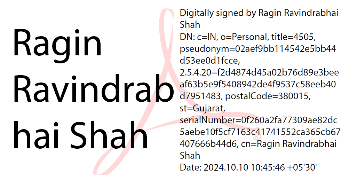 Ragin
Ravindrab
hai Shah
Digitally signed by Ragin Ravindrabhai
Shah
DN: c=IN, o=Personal, title=4505,
pseudonym=02aef9bb114542e5bb44
d53ee0d1fcce,
2.5.4.20=f2d4874d45a02b76d89e3bee
af63b5e9f5408942de4f9537c58eeb40
d7951483, postalCode=380015,
st=Gujarat,
serialNumber=0f260a2fa77309ae82dc
5aebe10f5cf7163c41741552ca365cb67
407666b44d6, cn=Ragin Ravindrabhai
Shah
Date: 2024.10.10 10:45:46 +05'30'